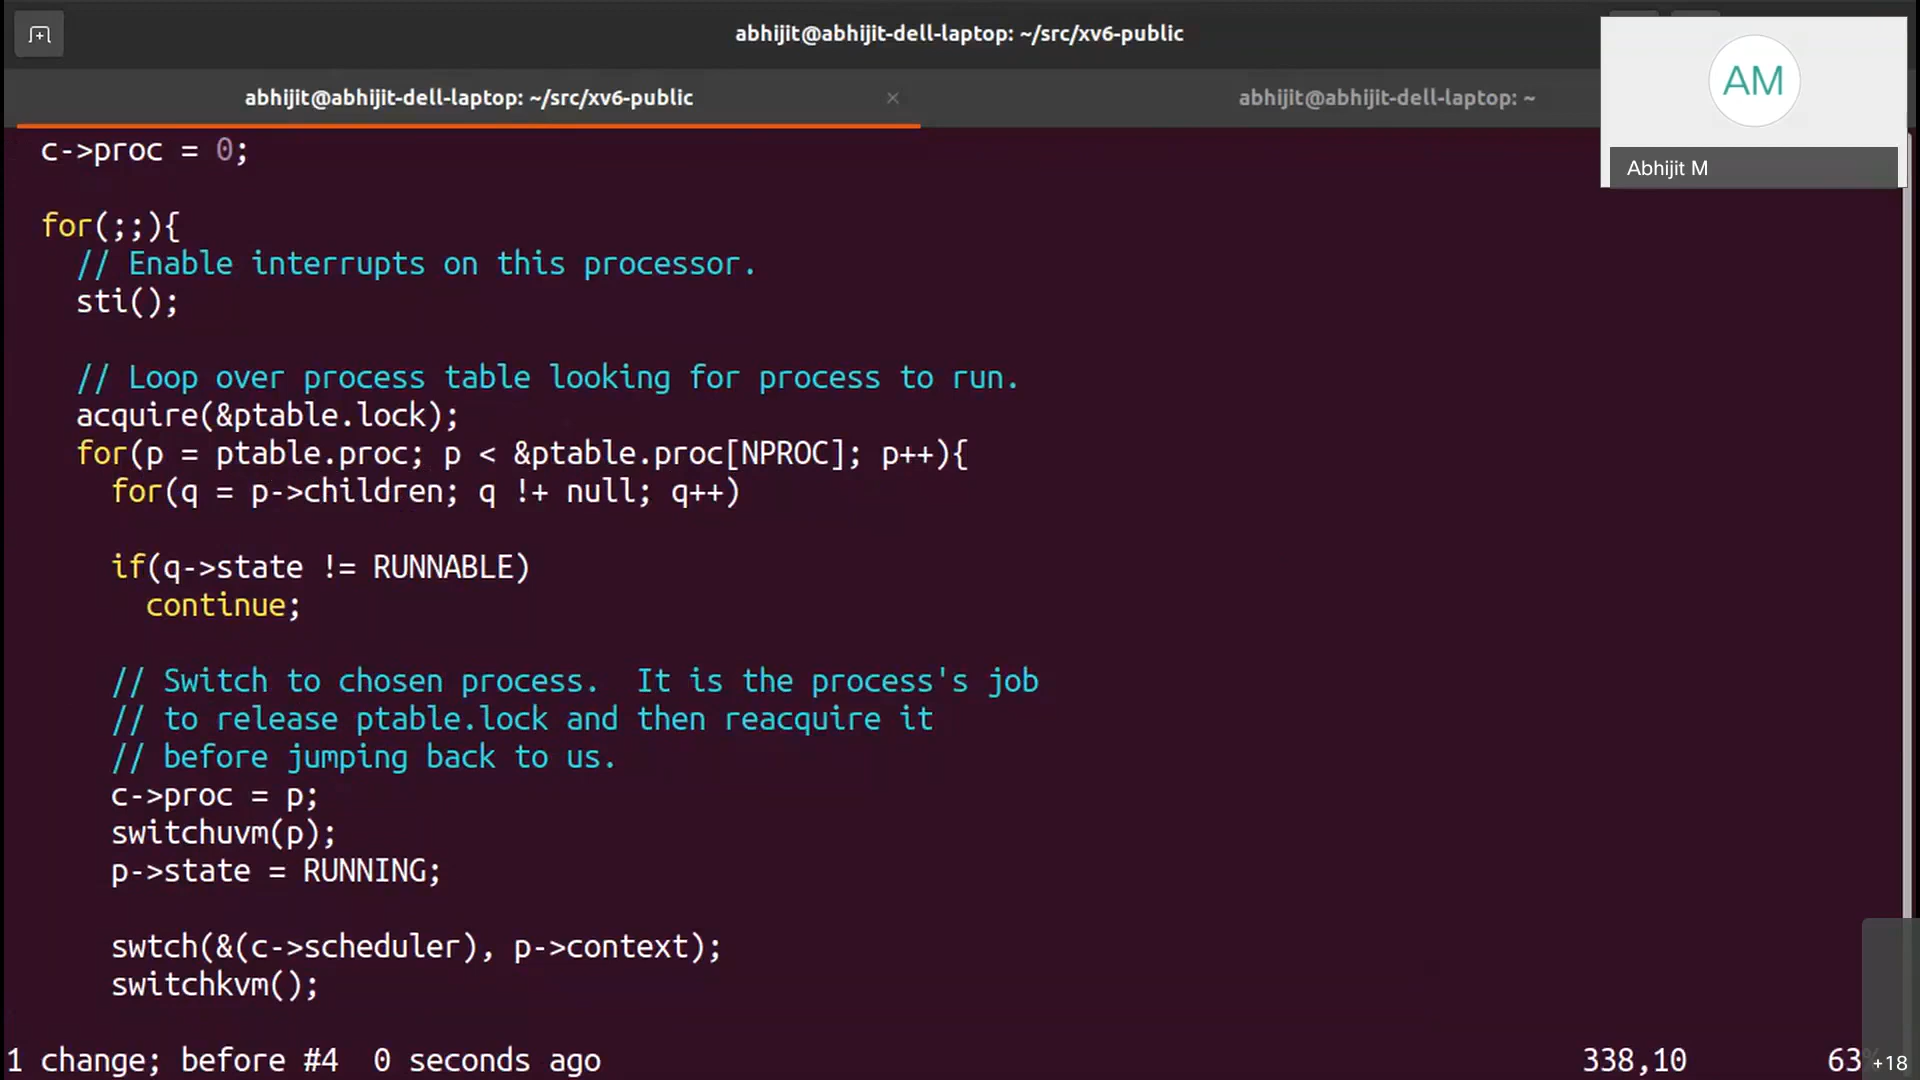 abhijit@abhijit-dell-laptop: ~/src/xv6-public
abhijit@abhijit-dell-laptop: ~/src/xv6-public ×
abhijit@abhijit-dell-laptop: ~
AM
Abhijit M
c->proc = 0;
for(;;){
// Enable interrupts on this processor.
sti();
// Loop over process table looking for process to run.
acquire(&ptable.lock);
for(p = ptable.proc; p < &ptable.proc[NPROC]; p++){
for(q = p->children; q !+ null; q++)
if(q->state != RUNNABLE)
continue;
// Switch to chosen process.  It is the process's job
// to release ptable.lock and then reacquire it
// before jumping back to us.
c->proc = p;
switchuvm(p);
p->state = RUNNING;
swtch(&(c->scheduler), p->context);
switchkvm();
1 change; before #4  0 seconds ago
338,10
63%
+18